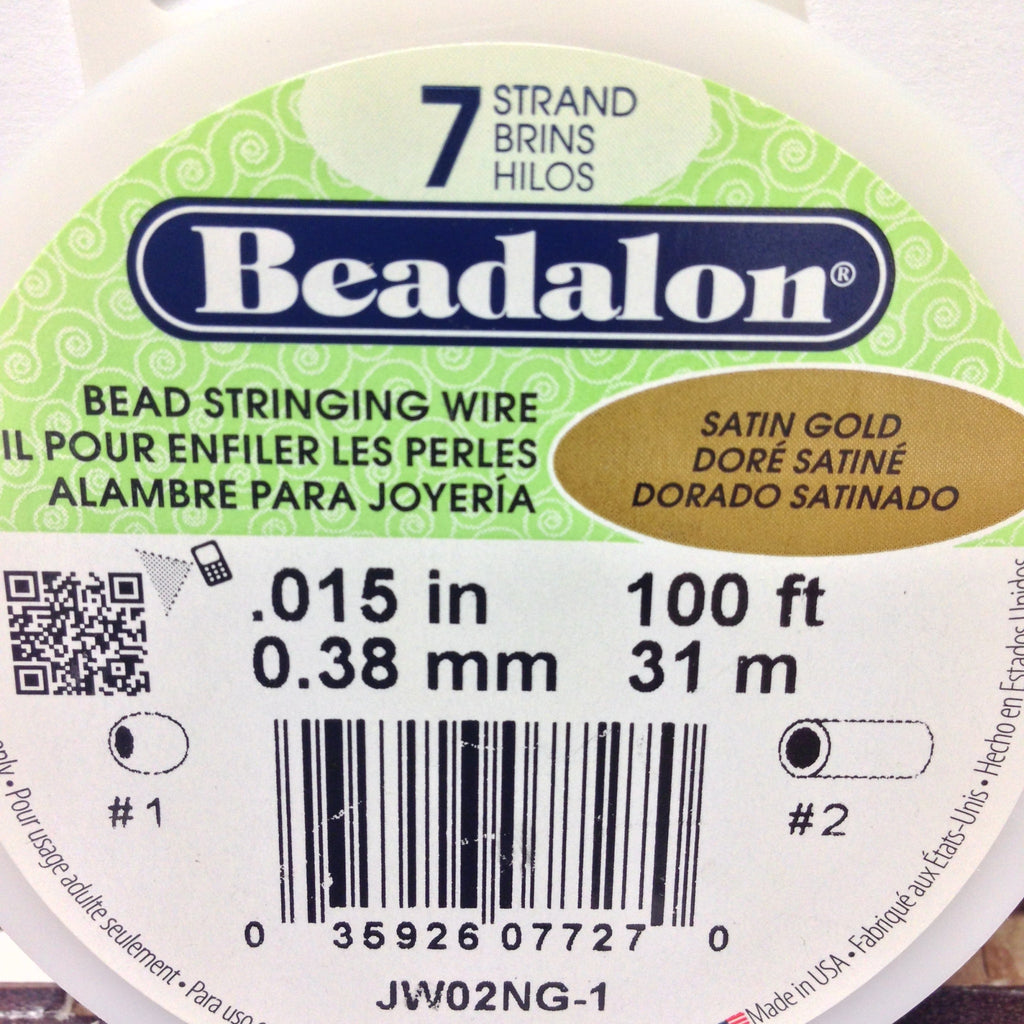 7 STRAND
BRINS
HILOS
Beadalon®
BEAD STRINGING WIRE
IL POUR ENFILER LES PERLES
ALAMBRE PARA JOYERÍA
SATIN GOLD
DORÉ SATINÉ
DORADO SATINADO
.015 in
0.38 mm
100 ft
31 m
#1
#2
0 35926 07727 0
JW02NG-1
• Pour usage adulte seulement • Para uso
Made in USA • Fabriqué aux États-Unis • Hecho en Estados Unidos